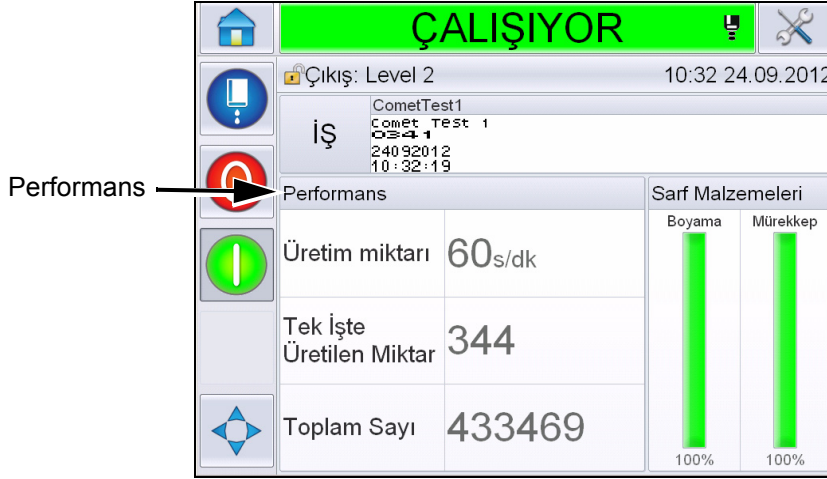 ÇALIŞIYOR
Çıkış: Level 2 10:32 24.09.2012
CometTest1
İŞ
Comet Test 1
0341
24092012
10:32:19
Performans
Performans
Sarf Malzemeleri
Üretim miktarı 60s/dk
Tek İşte
Üretilen Miktar 344
Toplam Sayı 433469
Boyama Mürekkep
100% 100%